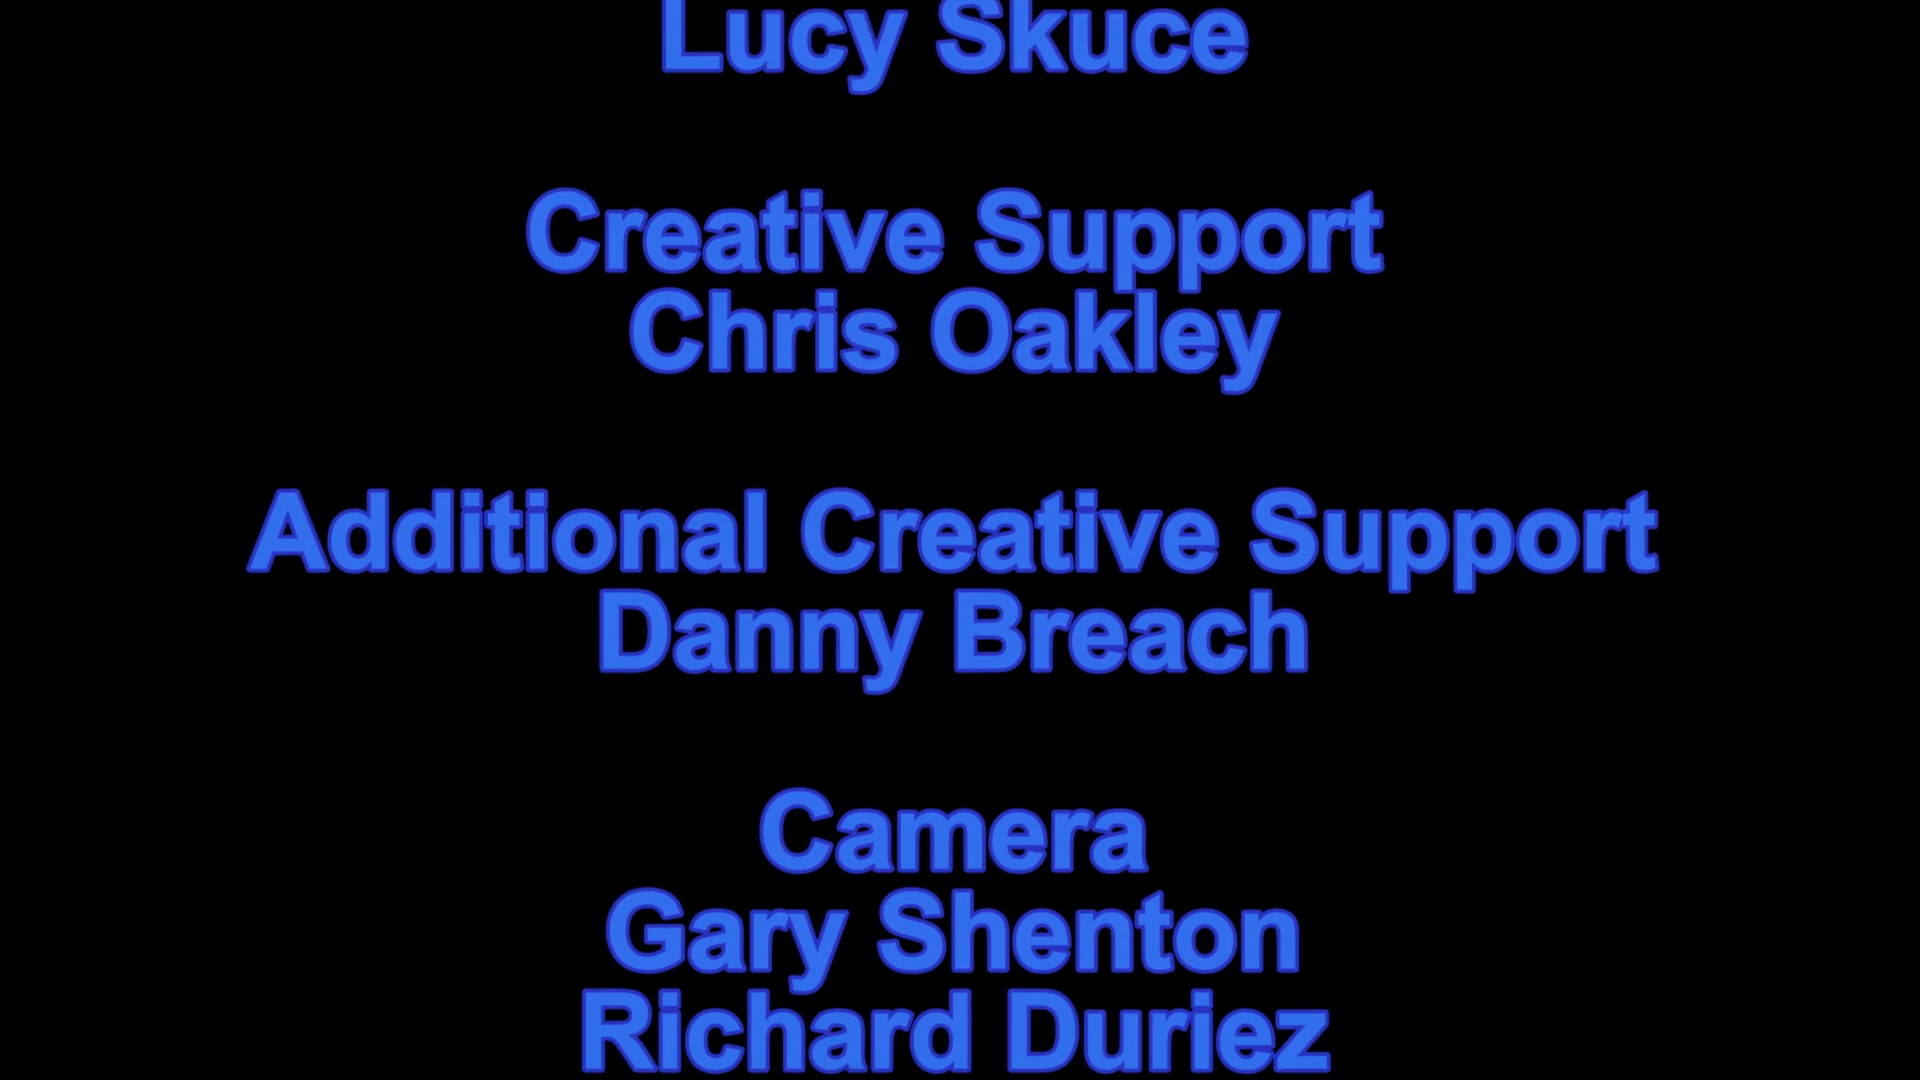 Lucy Skuce
Creative Support
Chris Oakley
Additional Creative Support
Danny Breach
Camera
Gary Shenton
Richard Duriez